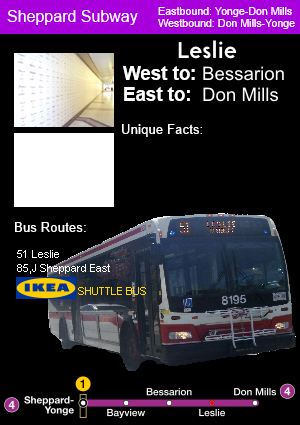 Sheppard Subway
Eastbound: Yonge-Don Mills
Westbound: Don Mills-Yonge
Leslie
West to: Bessarion
East to: Don Mills
Unique Facts:
Bus Routes:
51 Leslie
85,J Sheppard East
IKEA SHUTTLE BUS
51 LESLIE
8195
1
Bessarion Don Mills 4
4 Sheppard-Yonge
Bayview Leslie